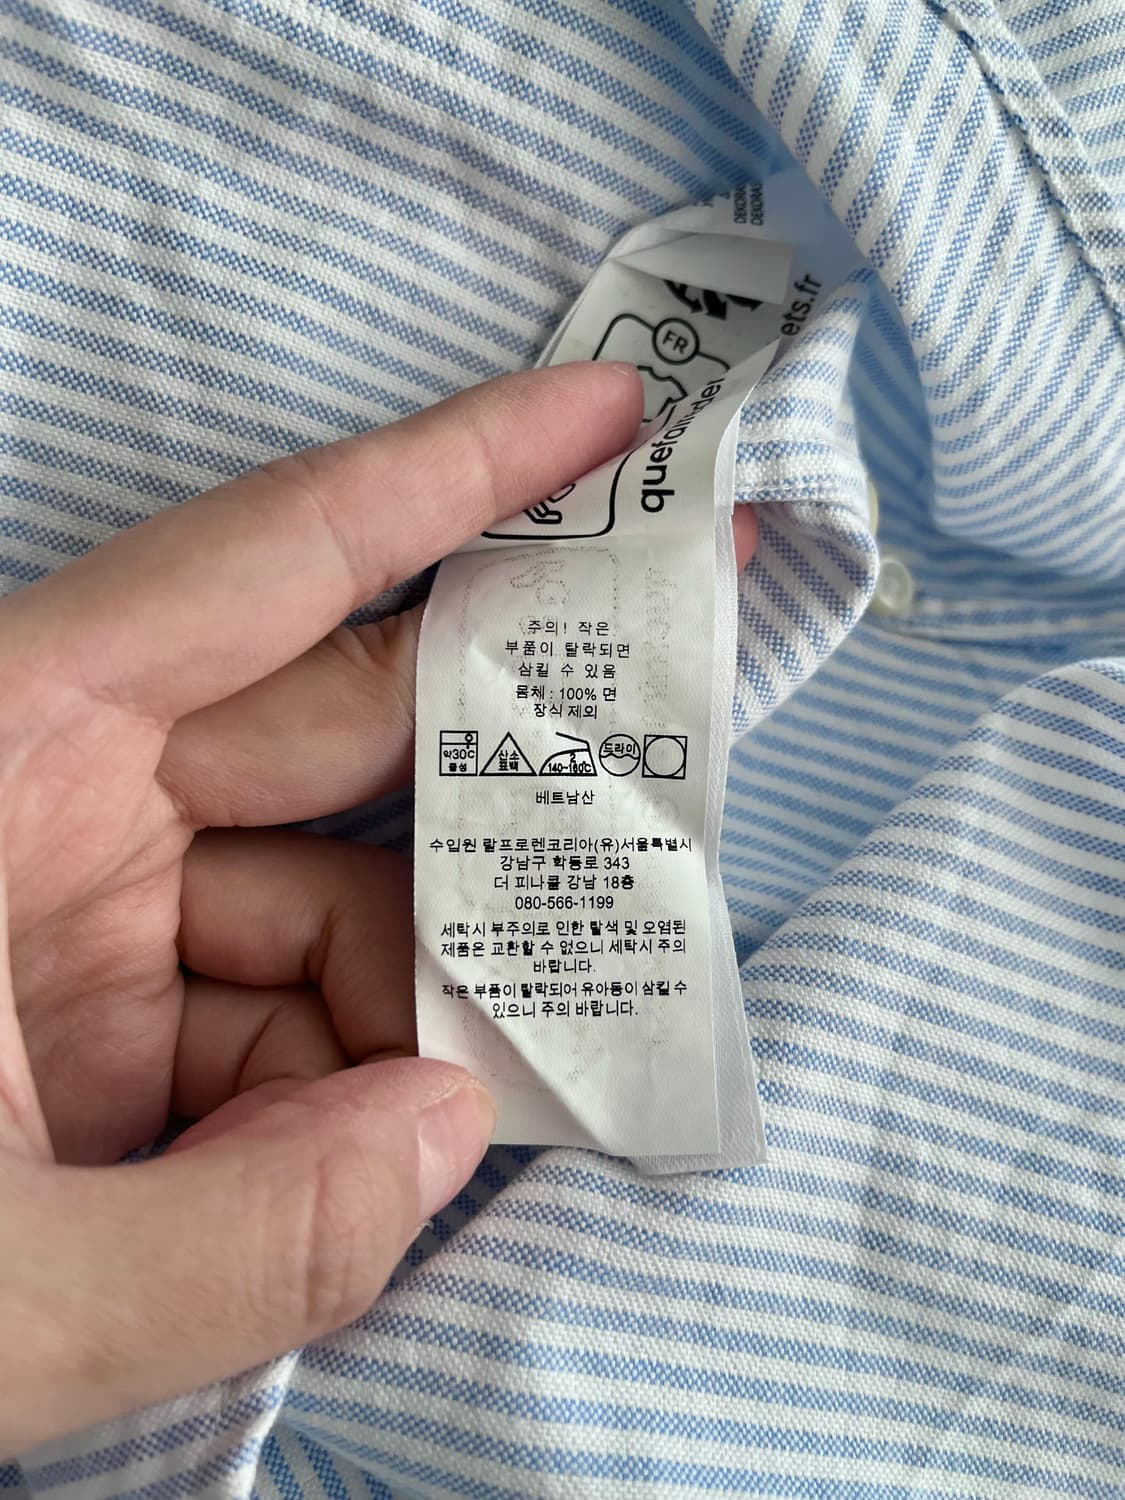 DEKORA
DEKORAS
FR
ets.fr
주의! 작은
부품이 탈락되면
삼킬 수 있음
몸체 : 100% 면
장식 제외
약30℃
중성
산소
표백
2
140~160℃
드라이
베트남산
수입원 랄프로렌코리아(유)서울특별시
강남구 학동로 343
더 피나클 강남 18층
080-566-1199
세탁시 부주의로 인한 탈색 및 오염된
제품은 교환할 수 없으니 세탁시 주의
바랍니다.
작은 부품이 탈락되어 유아등이 삼킬 수
있으니 주의 바랍니다.